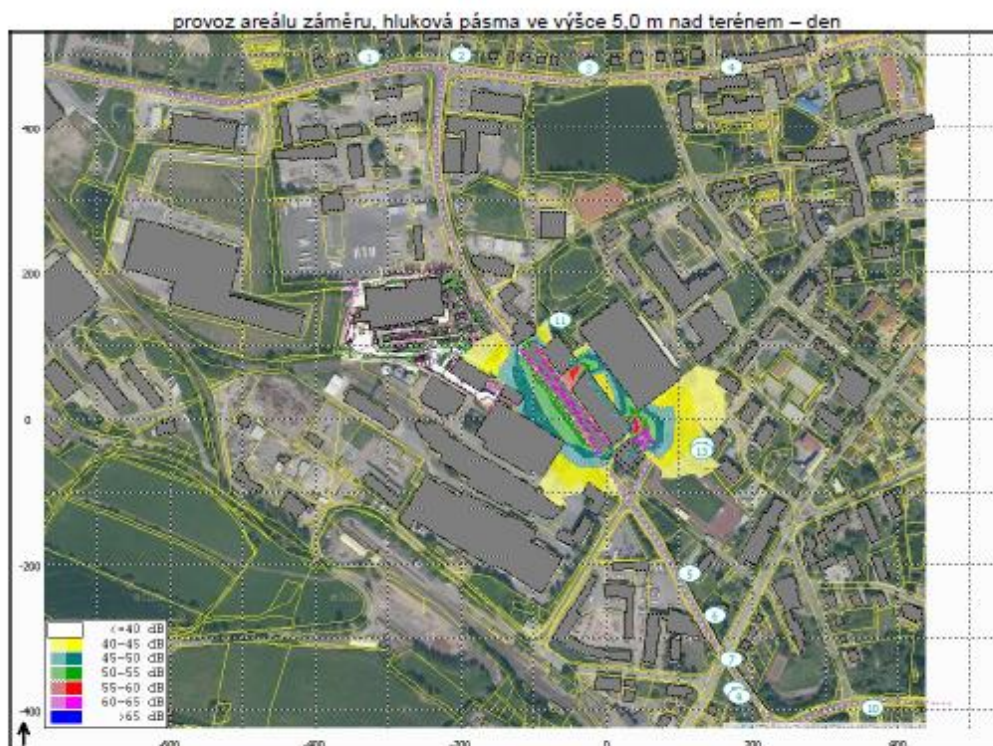 provoz areálu záměru, hluková pásma ve výšce 5,0 m nad terénem – den
1 2 3 4
400
200
11
0
13
-200
5
6
7
10
-400
<=40 dB
40-45 dB
45-50 dB
50-55 dB
55-60 dB
60-65 dB
>65 dB
0